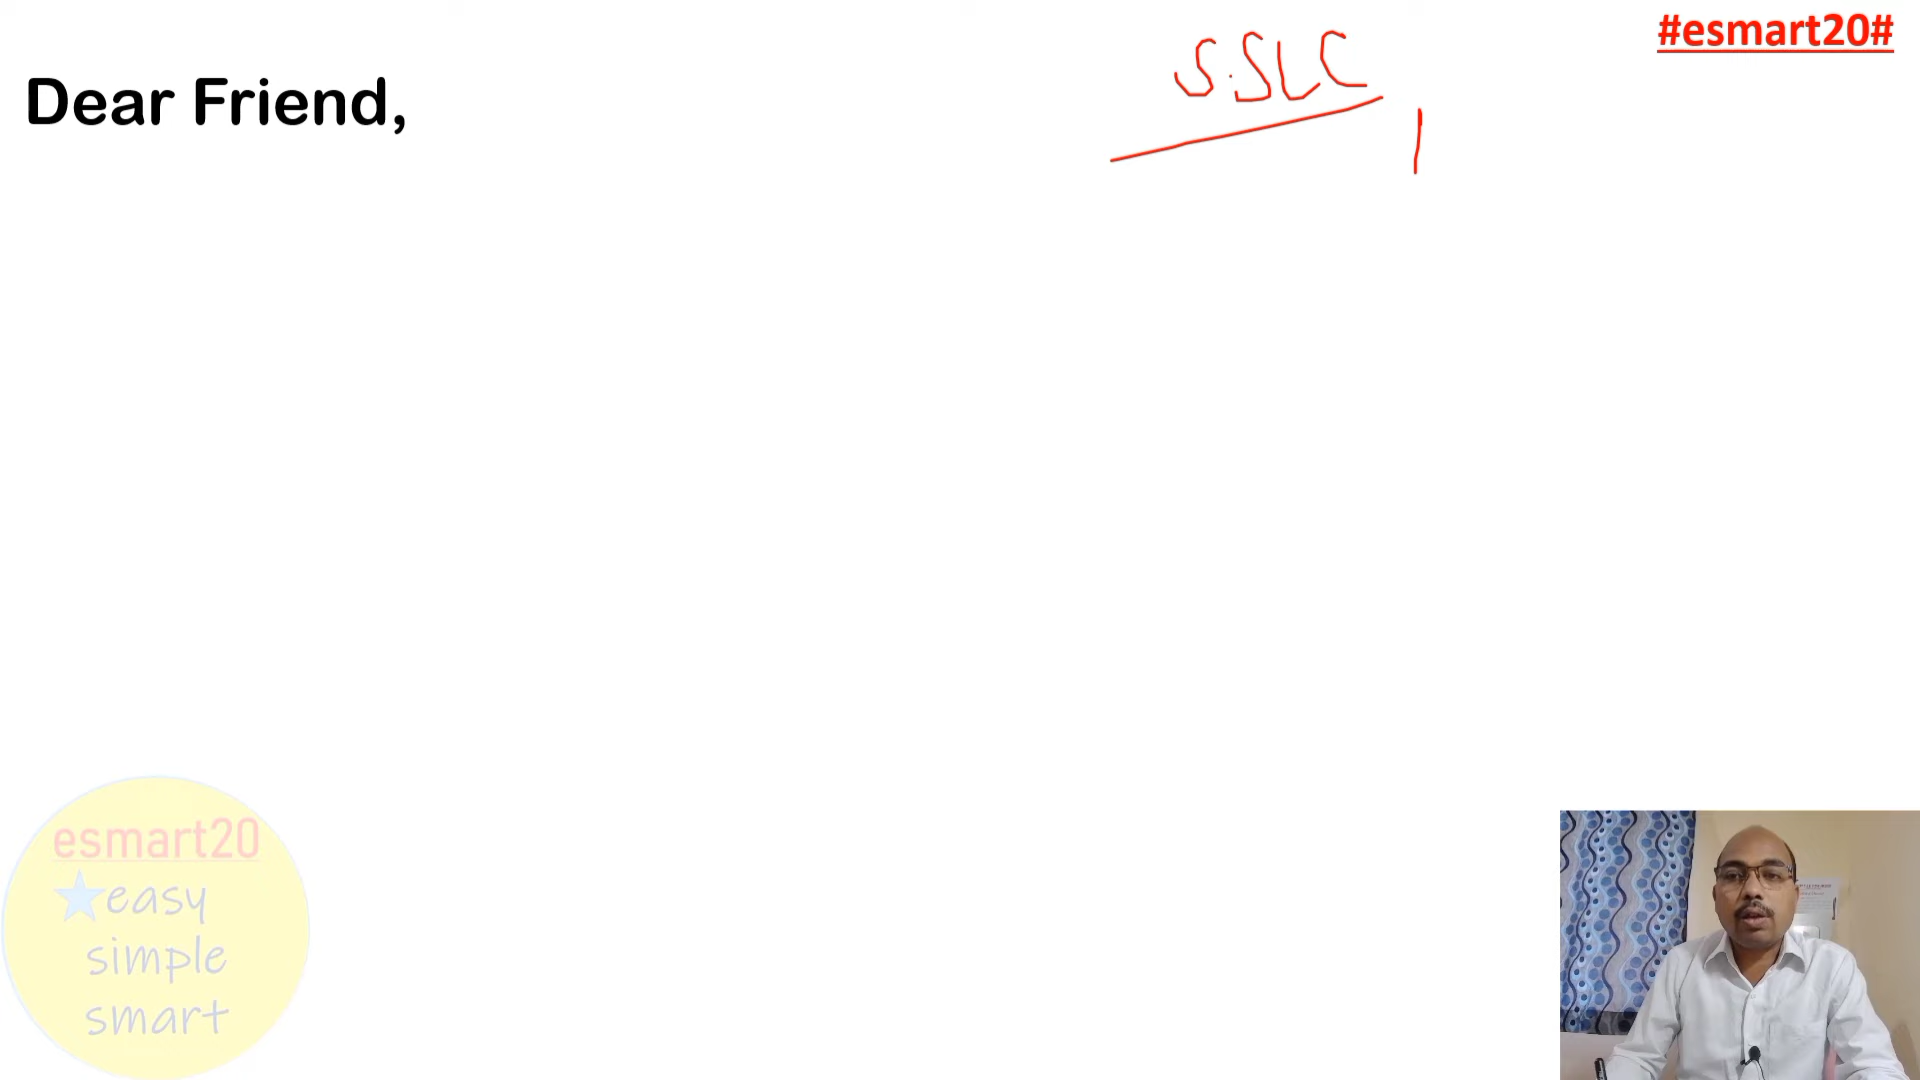 #esmart20#
S.SLC
Dear Friend,
esmart20
easy
simple
smart